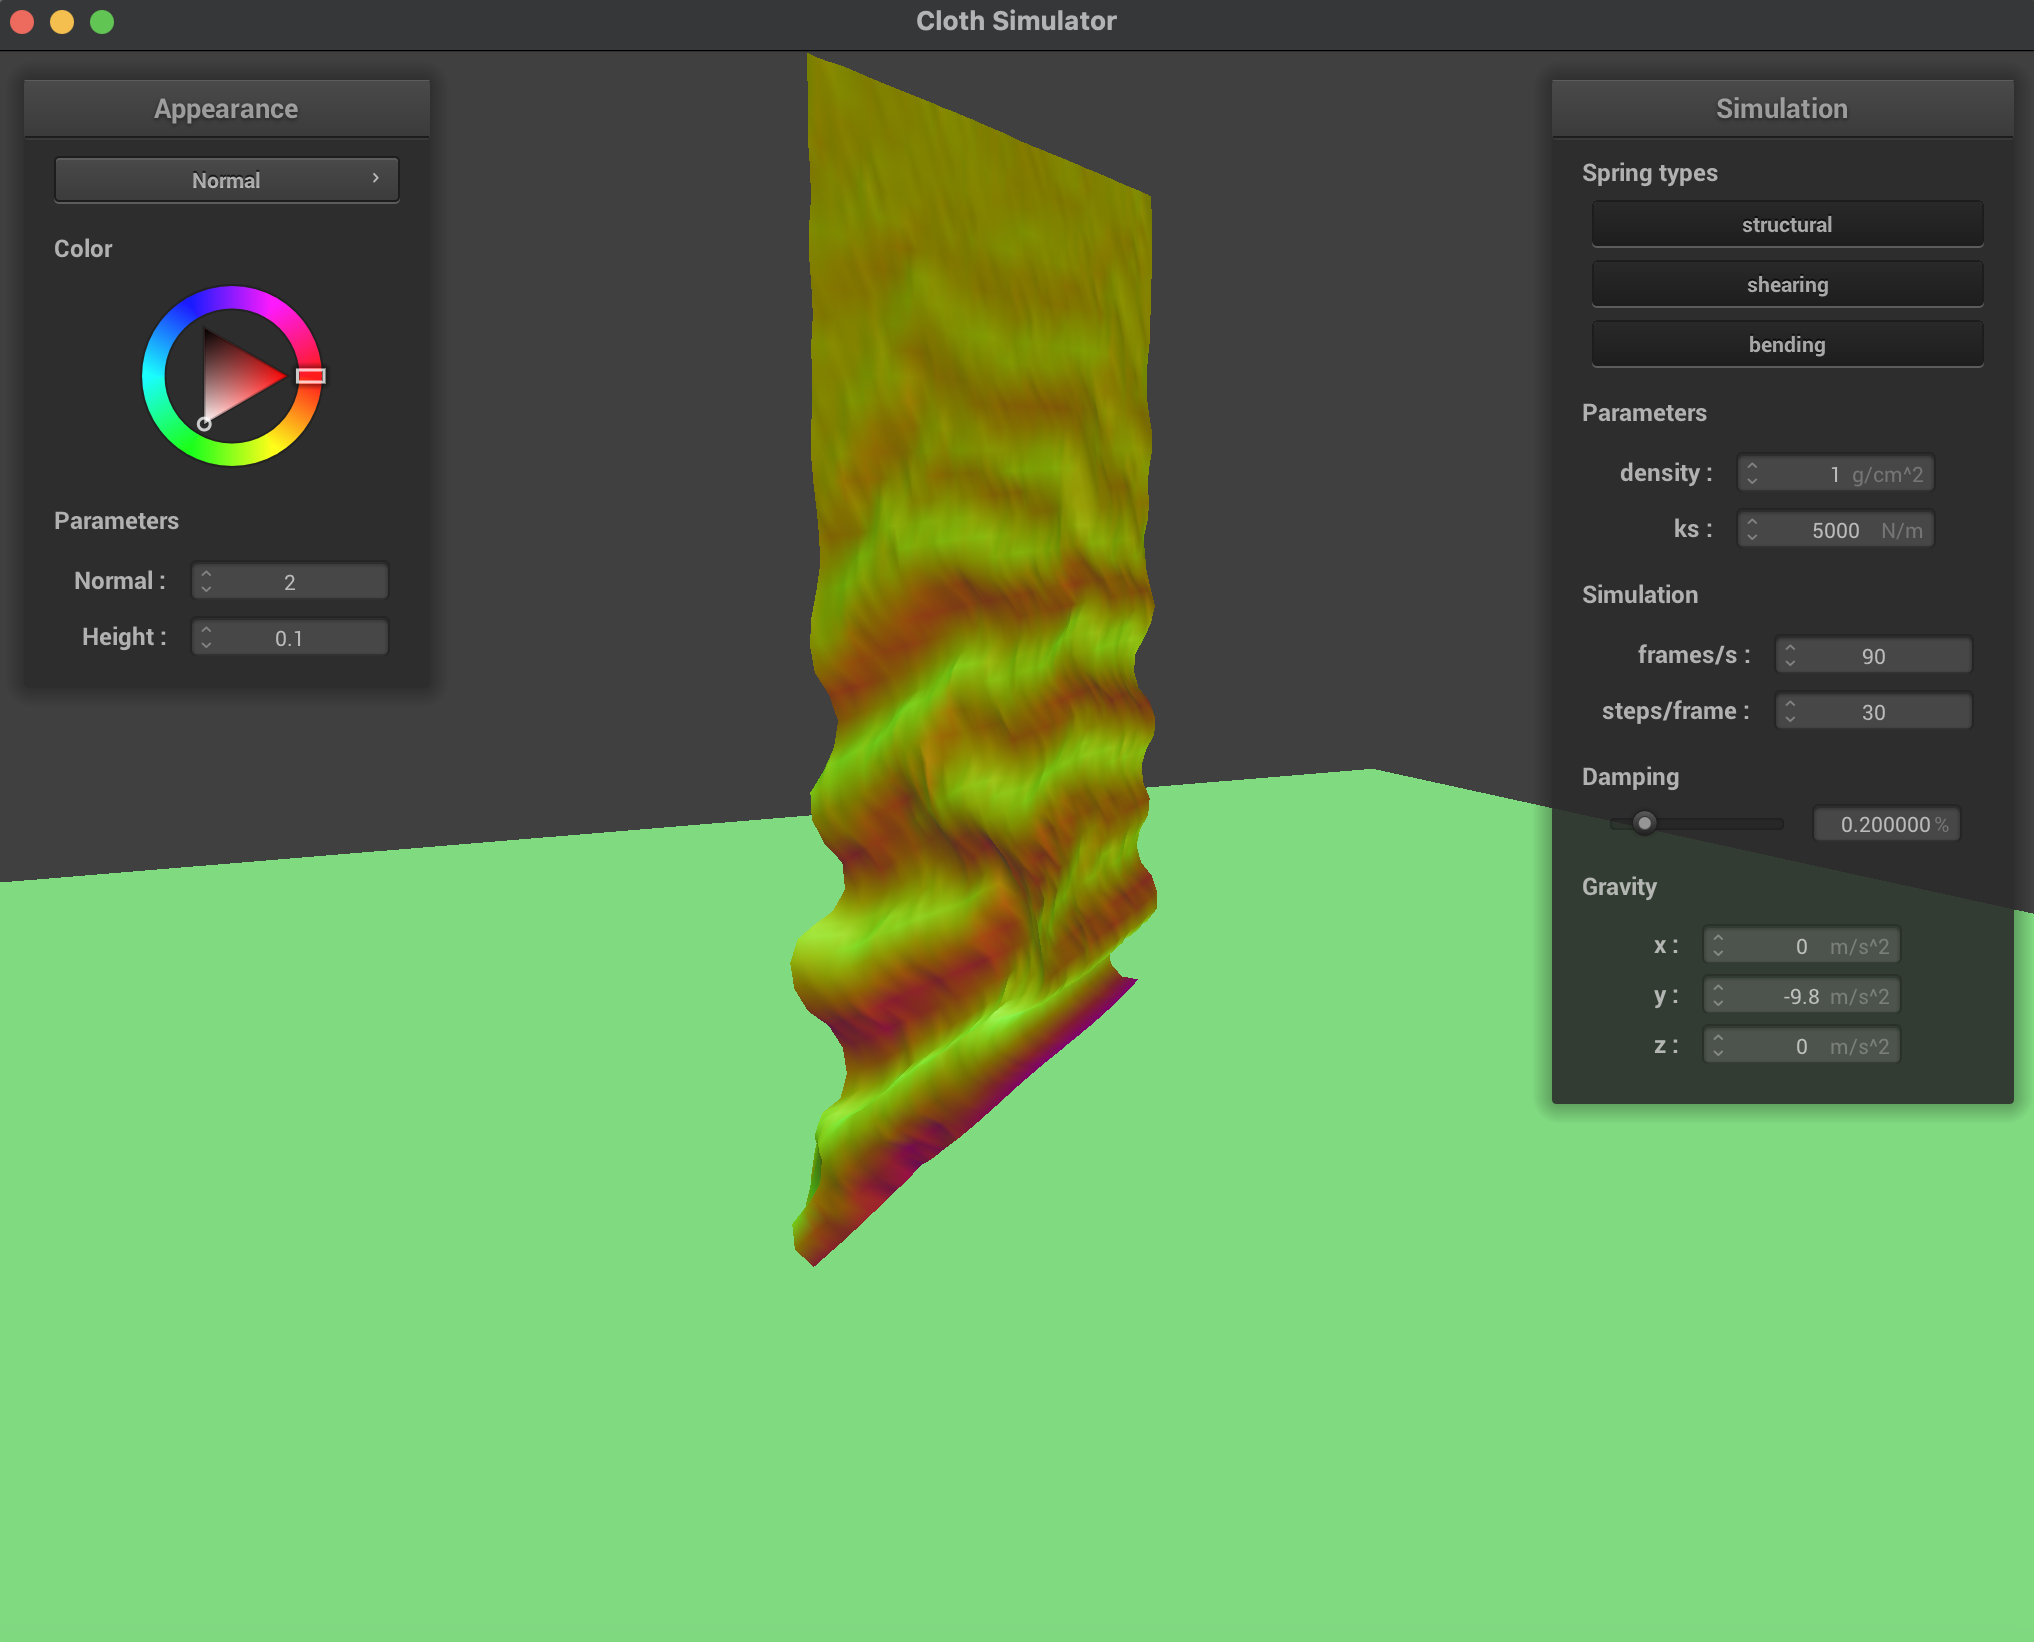 Cloth Simulator
Appearance
Normal
Color
Parameters
Normal : 2
Height : 0.1
Simulation
Spring types
structural
shearing
bending
Parameters
density : 1 g/cm^2
ks : 5000 N/m
Simulation
frames/s : 90
steps/frame : 30
Damping
0.200000 %
Gravity
x : 0 m/s^2
y : -9.8 m/s^2
z : 0 m/s^2